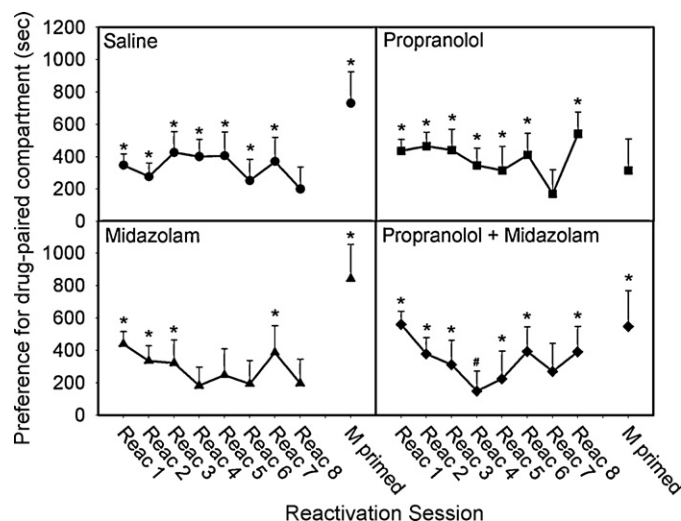 Preference for drug-paired compartment (sec)
1200
1000
800
600
400
200
0
Saline
* * * * * * * *
Propranolol
* * * * * * * *
1000
800
600
400
200
0
Midazolam
* * * * *
Propranolol + Midazolam
* * * # * * * *
Reac 1
Reac 2
Reac 3
Reac 4
Reac 5
Reac 6
Reac 7
Reac 8
M primed
Reac 1
Reac 2
Reac 3
Reac 4
Reac 5
Reac 6
Reac 7
Reac 8
M primed
Reactivation Session